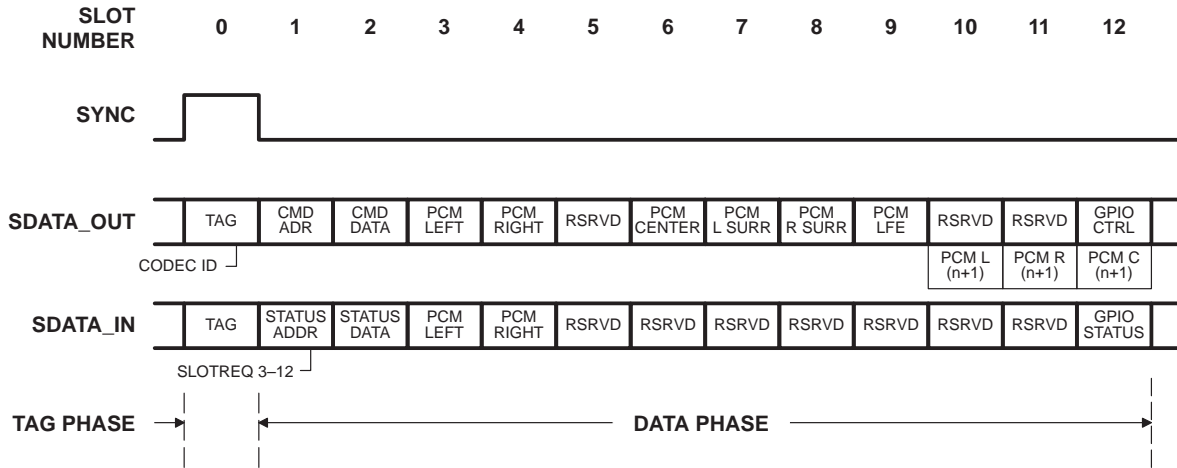 SLOT NUMBER 0 1 2 3 4 5 6 7 8 9 10 11 12
SYNC
SDATA_OUT TAG CMD ADR CMD DATA PCM LEFT PCM RIGHT RSRVD PCM CENTER PCM L SURR PCM R SURR PCM LFE RSRVD RSRVD GPIO CTRL
CODEC ID PCM L (n+1) PCM R (n+1) PCM C (n+1)
SDATA_IN TAG STATUS ADDR STATUS DATA PCM LEFT PCM RIGHT RSRVD RSRVD RSRVD RSRVD RSRVD RSRVD RSRVD GPIO STATUS
SLOTREQ 3–12
TAG PHASE DATA PHASE